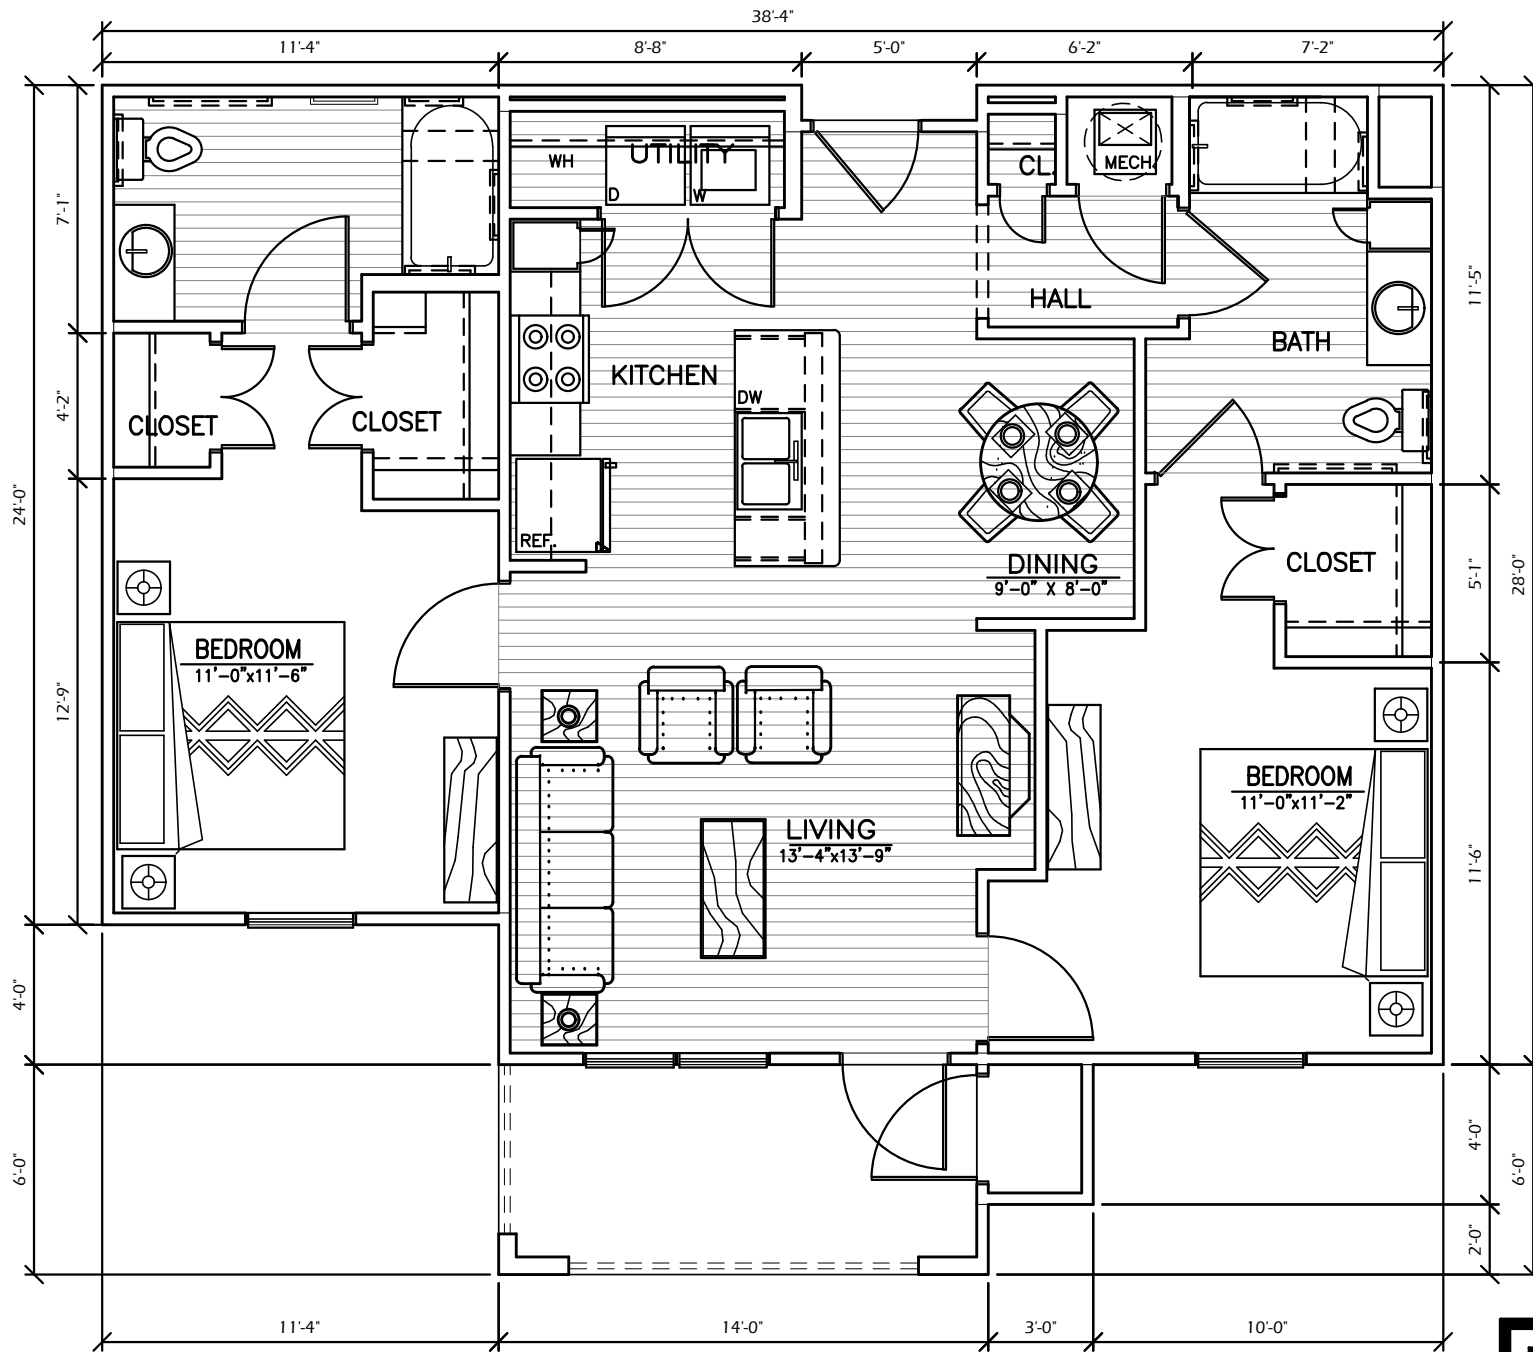 38'-4"
11'-4" 8'-8" 5'-0" 6'-2" 7'-2"
UTILITY
WH
D
W
CL.
MECH.
7'-1"
11'-5"
HALL
BATH
KITCHEN
DW
4'-2"
CLOSET
CLOSET
24'-0"
REF.
DINING
9'-0" X 8'-0"
CLOSET
5'-1"
28'-0"
BEDROOM
11'-0"x11'-6"
12'-9"
BEDROOM
11'-0"x11'-2"
LIVING
13'-4"x13'-9"
11'-6"
4'-0"
6'-0"
4'-0"
6'-0"
2'-0"
11'-4" 14'-0" 3'-0" 10'-0"